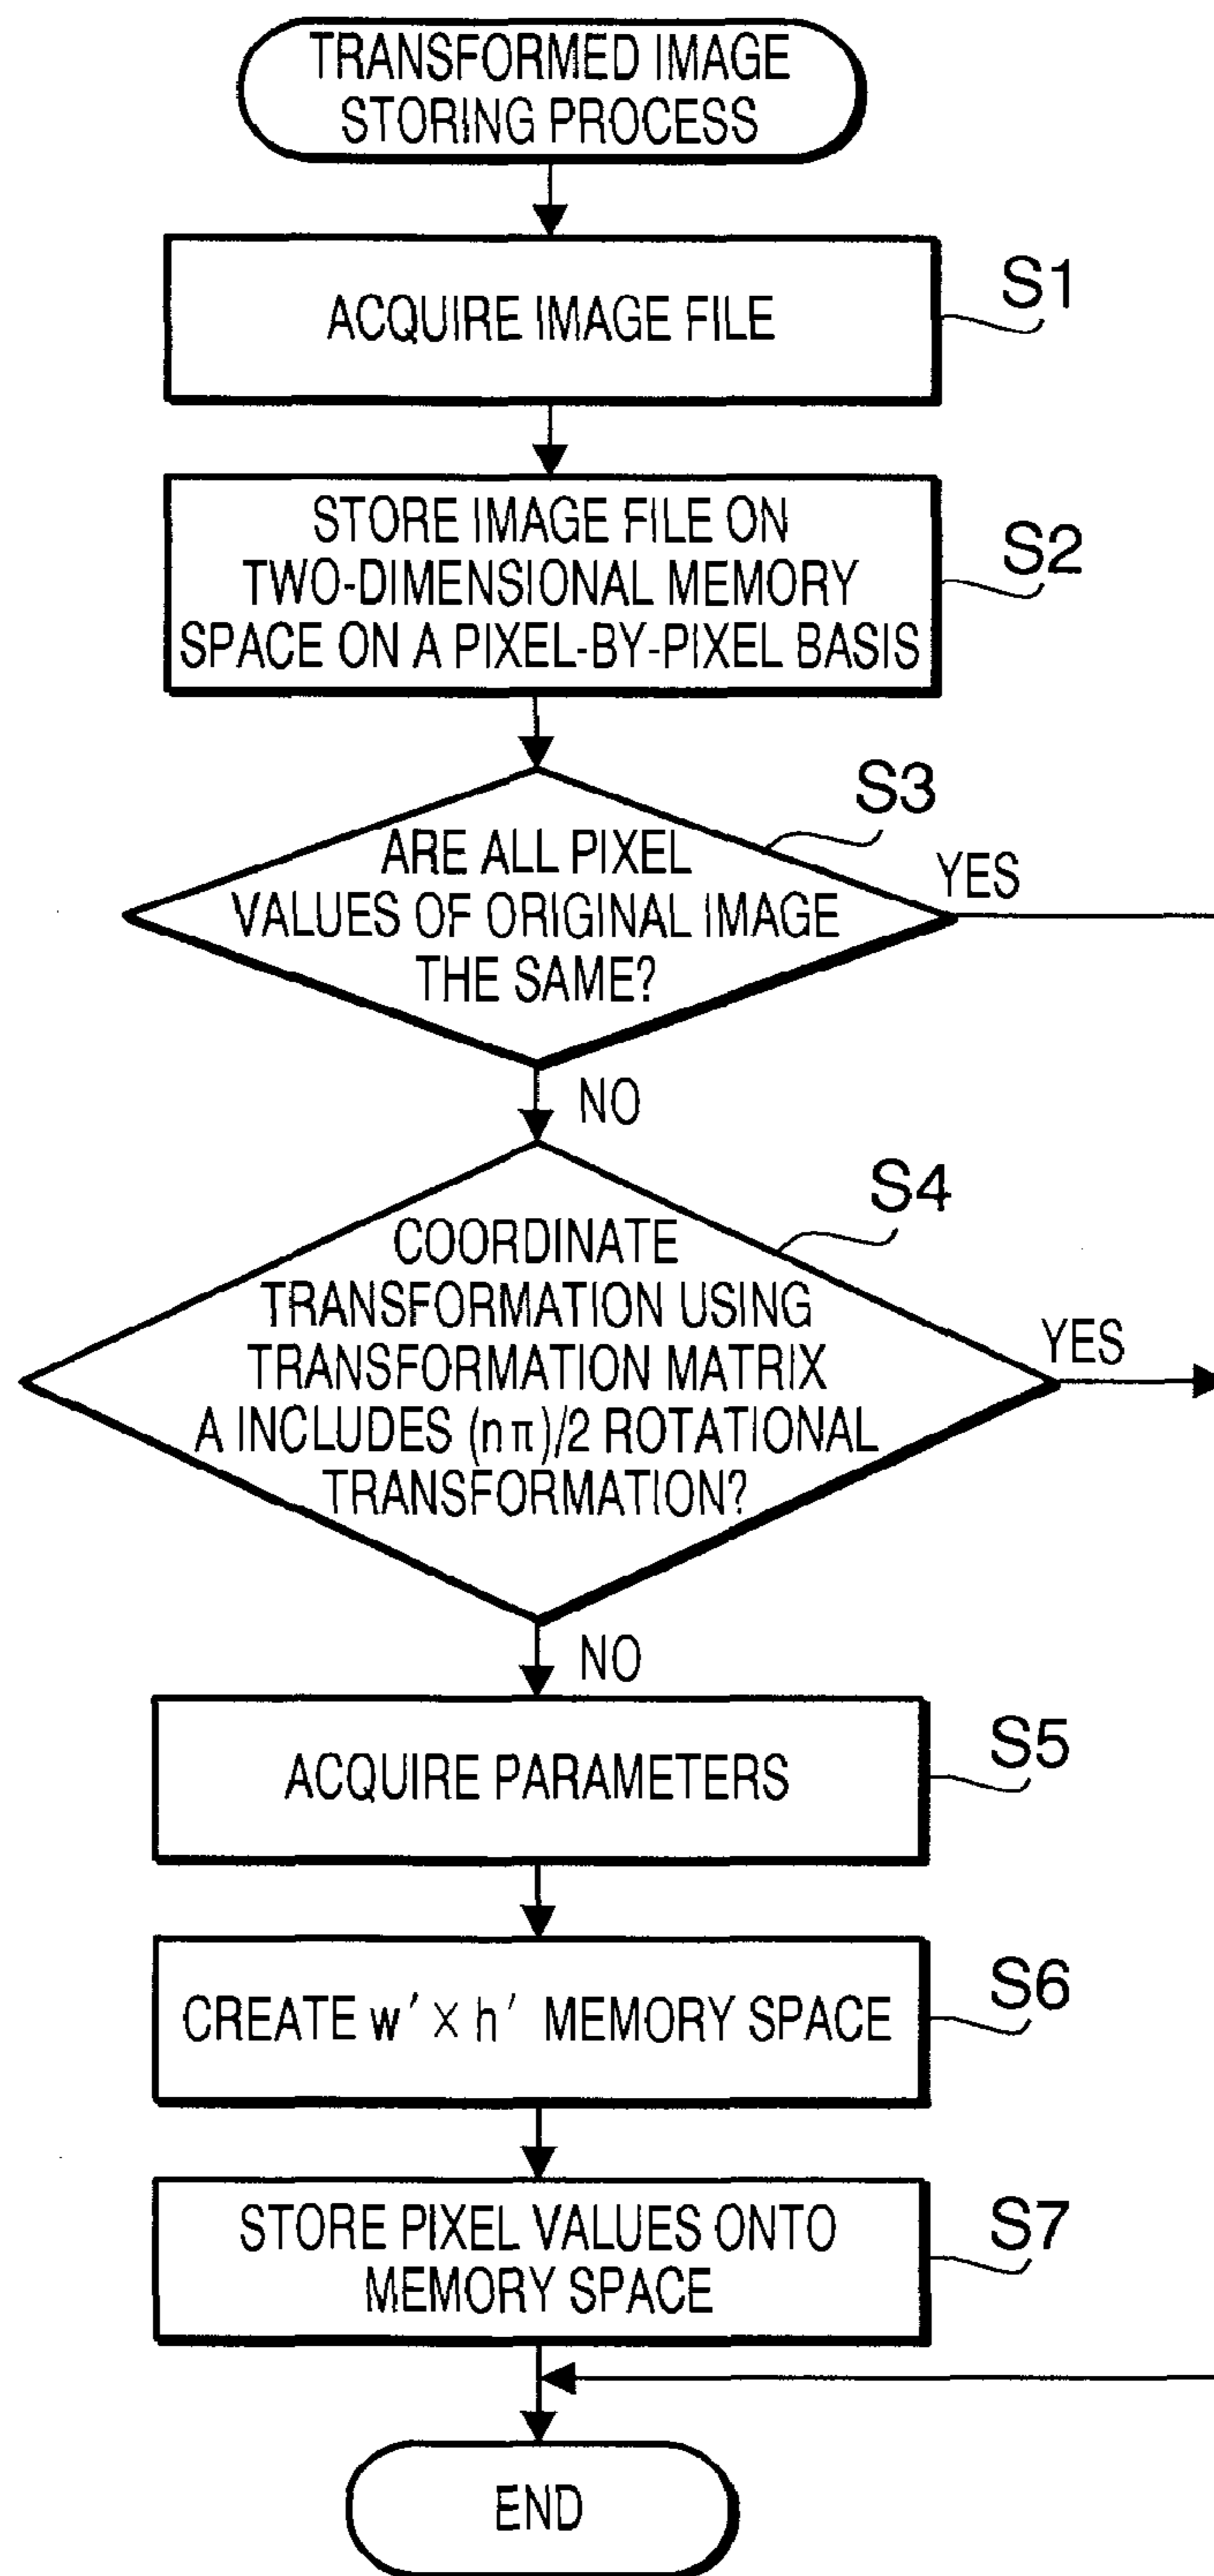 TRANSFORMED IMAGE
STORING PROCESS
ACQUIRE IMAGE FILE
S1
STORE IMAGE FILE ON
TWO-DIMENSIONAL MEMORY
SPACE ON A PIXEL-BY-PIXEL BASIS
S2
ARE ALL PIXEL
VALUES OF ORIGINAL IMAGE
THE SAME?
S3
YES
NO
COORDINATE
TRANSFORMATION USING
TRANSFORMATION MATRIX
A INCLUDES (nπ)/2 ROTATIONAL
TRANSFORMATION?
S4
YES
NO
ACQUIRE PARAMETERS
S5
CREATE w' × h' MEMORY SPACE
S6
STORE PIXEL VALUES ONTO
MEMORY SPACE
S7
END